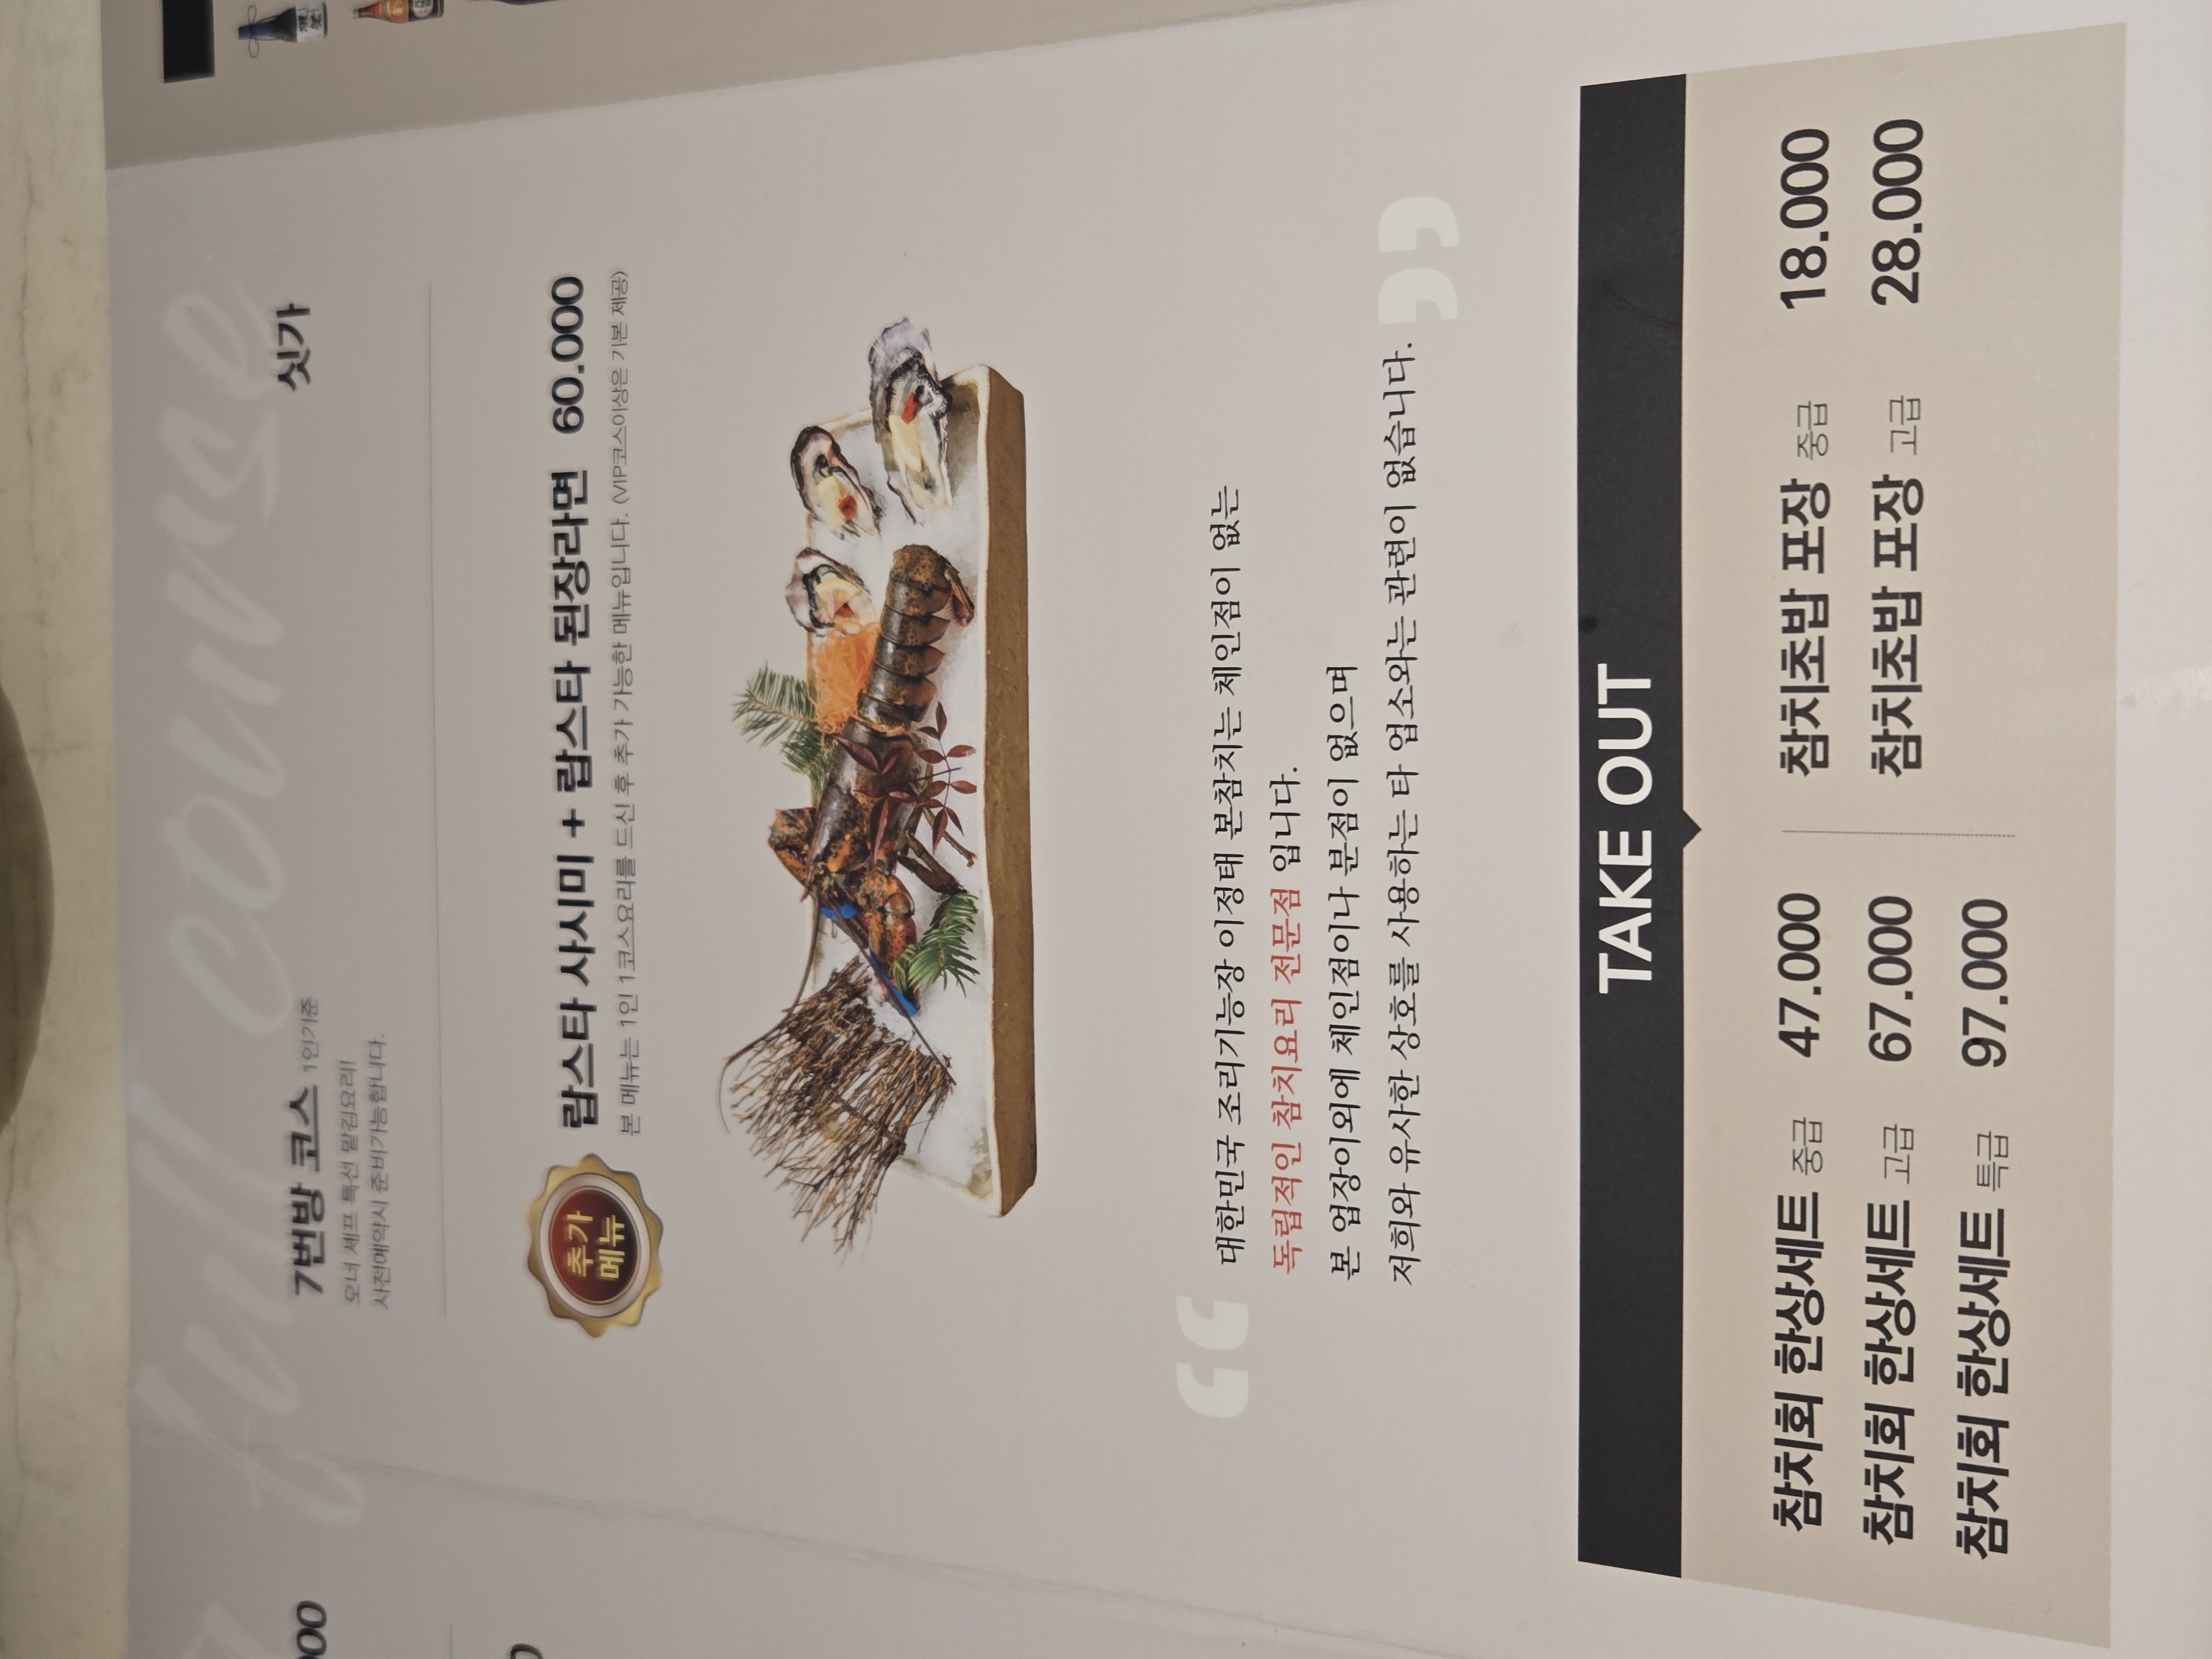 full course
000
0
7번방 코스 1인기준 싯가
오너 셰프 특선 맡김요리!
사전예약시 준비가능합니다.
추가
메뉴
랍스타 사시미 + 랍스타 된장라면 60.000
본 메뉴는 1인 1코스요리를 드신 후 추가 가능한 메뉴입니다. (VIP코스이상은 기본 제공)
대한민국 조리기능장 이정태 본참치는 체인점이 없는
독립적인 참치요리 전문점 입니다.
본 업장이외에 체인점이나 분점이 없으며
저희와 유사한 상호를 사용하는 타 업소와는 관련이 없습니다.
TAKE OUT
참치회 한상세트 중급 47.000
참치회 한상세트 고급 67.000
참치회 한상세트 특급 97.000
참치초밥 포장 중급 18.000
참치초밥 포장 고급 28.000